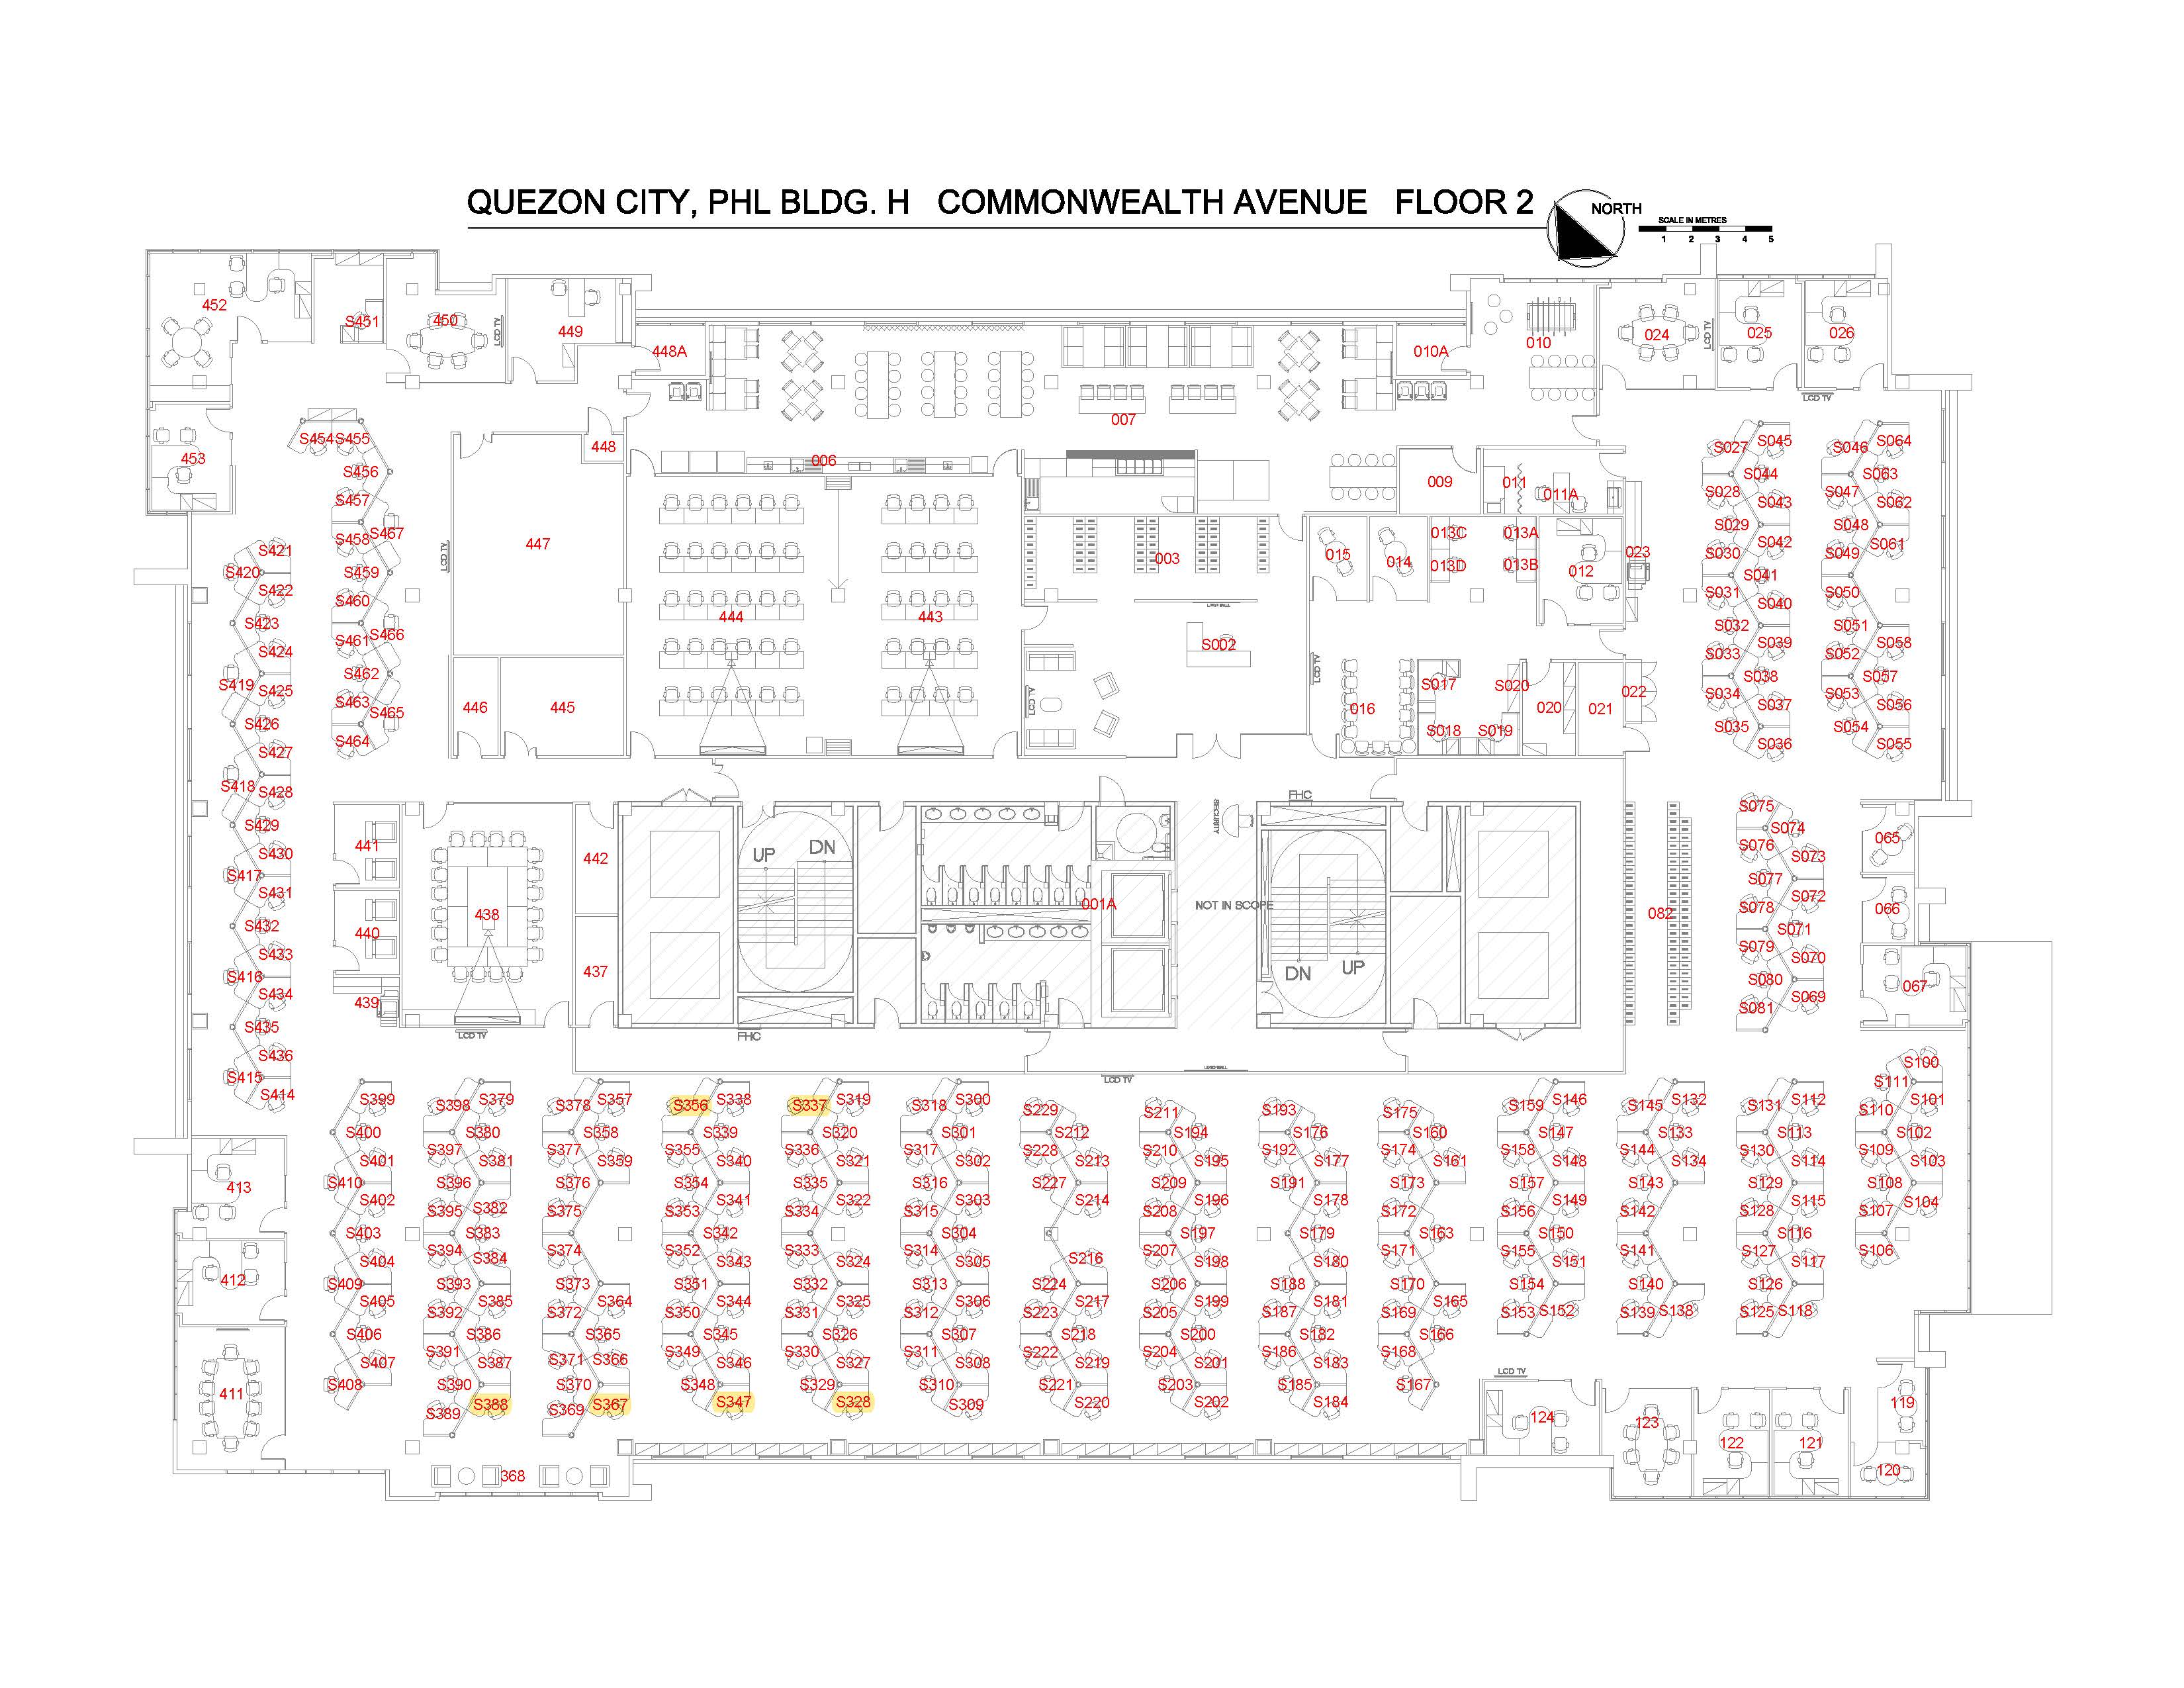 QUEZON CITY, PHL BLDG. H COMMONWEALTH AVENUE FLOOR 2
NORTH
SCALE IN METRES
1 2 3 4 5
452
S451
450
LCD TV
449
448A
010A
010
024
LCD TV
025
026
LCD TV
007
453
S454 S455
S456
S457
S467
S458
S459
S460
S466
S461
S462
S463
S465
S464
LCD TV
448
447
446
445
006
444
443
003
S002
LCD TV
009
011
011A
015
014
013C
013A
013D
013B
012
023
LCD TV
016
S017
S020
S018
S019
020
021
022
S027
S045
S044
S028
S043
S029
S042
S030
S041
S031
S040
S032
S039
S033
S038
S034
S037
S035
S036
S046
S064
S063
S047
S062
S048
S061
S049
S050
S051
S058
S052
S057
S053
S056
S054
S055
S421
S420
S422
S423
S424
S419
S425
S426
S427
S418
S428
S429
S430
S417
S431
S432
S433
S416
S434
S435
S436
S415
S414
441
440
439
438
LCD TV
442
437
UP
DN
FHC
001A
SECURITY
NOT IN SCOPE
FHC
DN
UP
LCD TV
082
S075
S074
S076
S073
S077
S072
S078
S071
S079
S070
S080
S069
S081
065
066
067
S100
S111
S101
S110
S102
S109
S103
S108
S104
S107
S106
413
412
411
S399
S400
S401
S410
S402
S403
S404
S409
S405
S406
S407
S408
S398
S379
S380
S397
S381
S396
S395
S382
S383
S394
S384
S393
S392
S385
S386
S391
S387
S390
S389
S388
S378
S357
S358
S377
S359
S376
S375
S374
S373
S372
S364
S365
S371
S366
S370
S369
S367
368
S356
S338
S339
S355
S340
S354
S341
S353
S342
S352
S343
S351
S344
S350
S345
S349
S346
S348
S347
S337
S319
S320
S336
S321
S335
S322
S334
S333
S324
S332
S325
S331
S326
S330
S327
S329
S328
S318
S300
S301
S317
S302
S316
S303
S315
S304
S314
S305
S313
S306
S312
S307
S311
S308
S310
S309
S229
S212
S228
S213
S227
S214
S216
S224
S217
S223
S218
S222
S219
S221
S220
S211
S194
S210
S195
S209
S196
S208
S197
S207
S198
S206
S199
S205
S200
S204
S201
S203
S202
S193
S176
S192
S177
S191
S178
S179
S180
S188
S181
S187
S182
S186
S183
S185
S184
S175
S160
S174
S161
S173
S172
S163
S171
S170
S165
S169
S166
S168
S167
S159
S146
S147
S158
S148
S157
S149
S156
S150
S155
S151
S154
S153
S152
S145
S132
S133
S144
S134
S143
S142
S141
S140
S139
S138
S131
S112
S113
S130
S114
S129
S115
S128
S116
S127
S117
S126
S125
S118
LCD TV
124
123
122
121
119
120